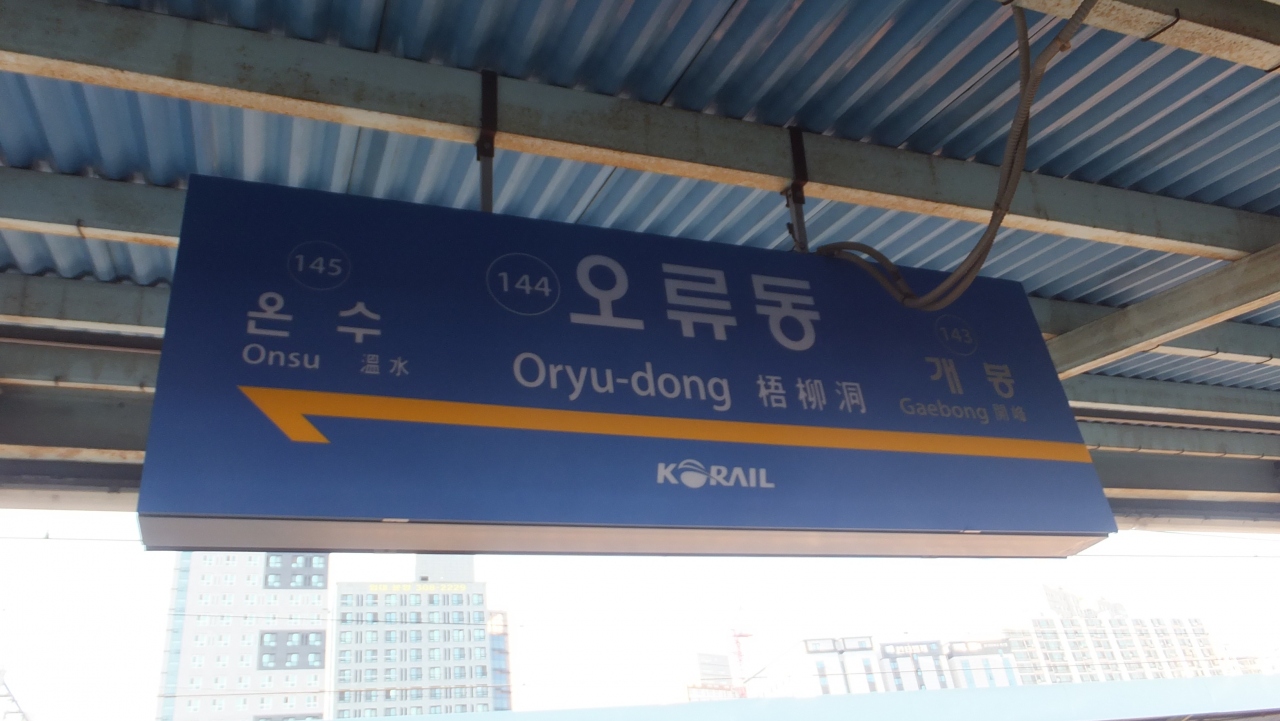 145
온수
Onsu 溫水
144 오류동
Oryu-dong 梧柳洞
143
개봉
Gaebong 開峰
KORAIL